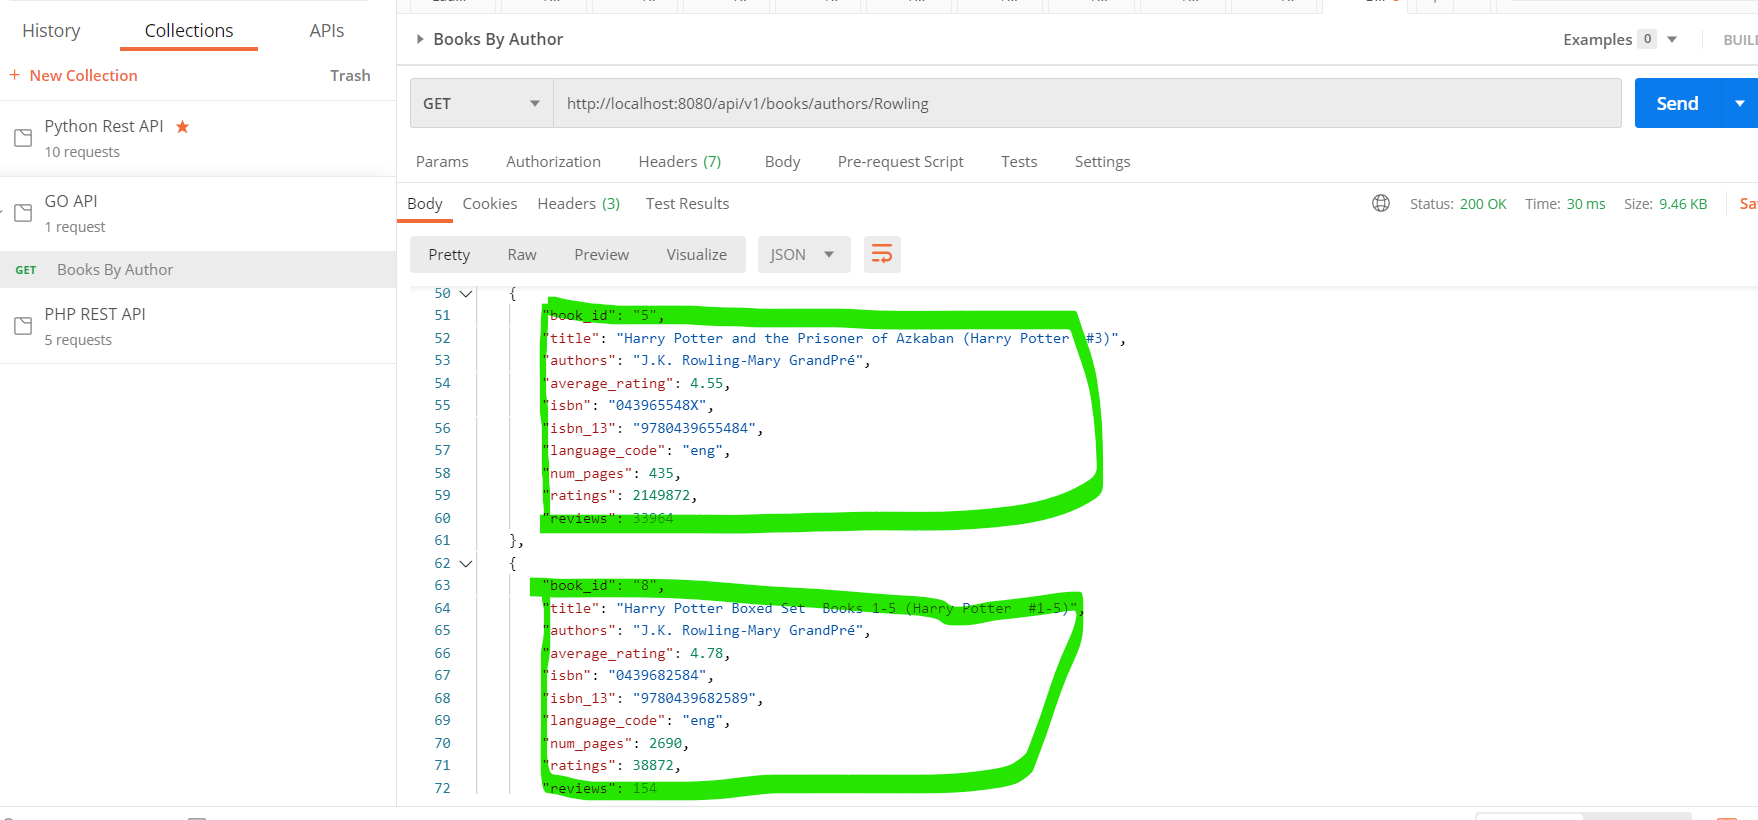 History
Collections
APIs
+ New Collection
Trash
Python Rest API
10 requests
GO API
1 request
GET Books By Author
PHP REST API
5 requests
Books By Author
Examples 0
GET
http://localhost:8080/api/v1/books/authors/Rowling
Send
Params
Authorization
Headers (7)
Body
Pre-request Script
Tests
Settings
Body
Cookies
Headers (3)
Test Results
Status: 200 OK
Time: 30 ms
Size: 9.46 KB
Pretty
Raw
Preview
Visualize
JSON
50 {
51 "book_id": "5",
52 "title": "Harry Potter and the Prisoner of Azkaban (Harry Potter  #3)",
53 "authors": "J.K. Rowling-Mary GrandPré",
54 "average_rating": 4.55,
55 "isbn": "043965548X",
56 "isbn_13": "9780439655484",
57 "language_code": "eng",
58 "num_pages": 435,
59 "ratings": 2149872,
60 "reviews": 33964
61 },
62 {
63 "book_id": "8",
64 "title": "Harry Potter Boxed Set  Books 1-5 (Harry Potter  #1-5)",
65 "authors": "J.K. Rowling-Mary GrandPré",
66 "average_rating": 4.78,
67 "isbn": "0439682584",
68 "isbn_13": "9780439682589",
69 "language_code": "eng",
70 "num_pages": 2690,
71 "ratings": 38872,
72 "reviews": 154